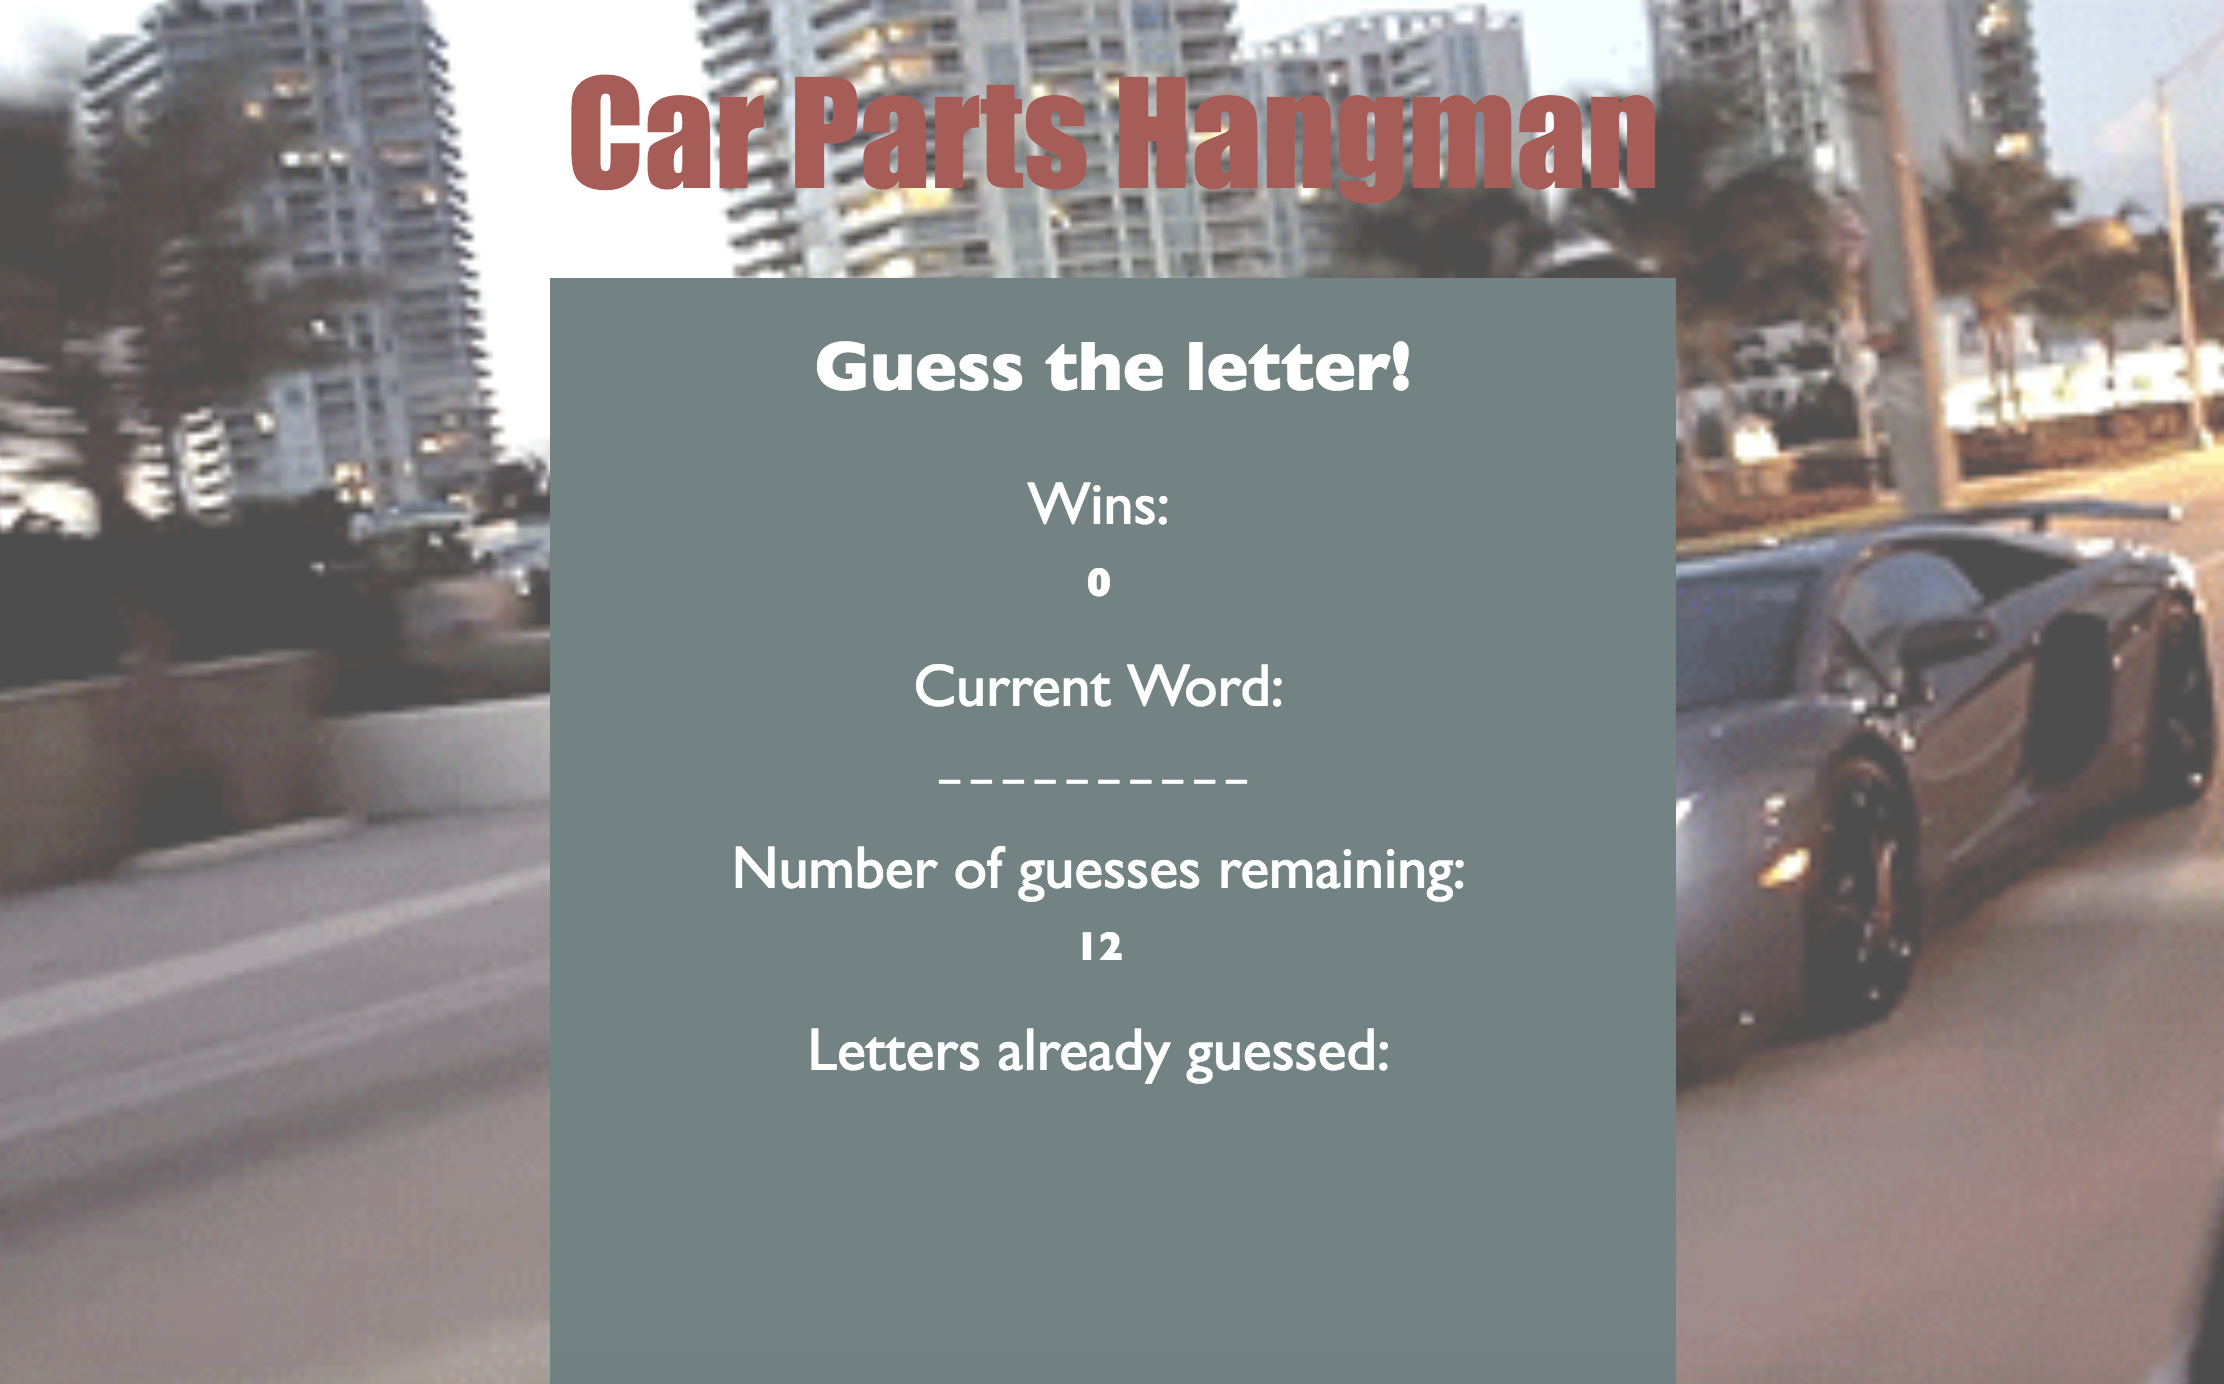 Car Parts Hangman
Guess the letter!
Wins:
0
Current Word:
_ _ _ _ _ _ _ _ _ _
Number of guesses remaining:
12
Letters already guessed: